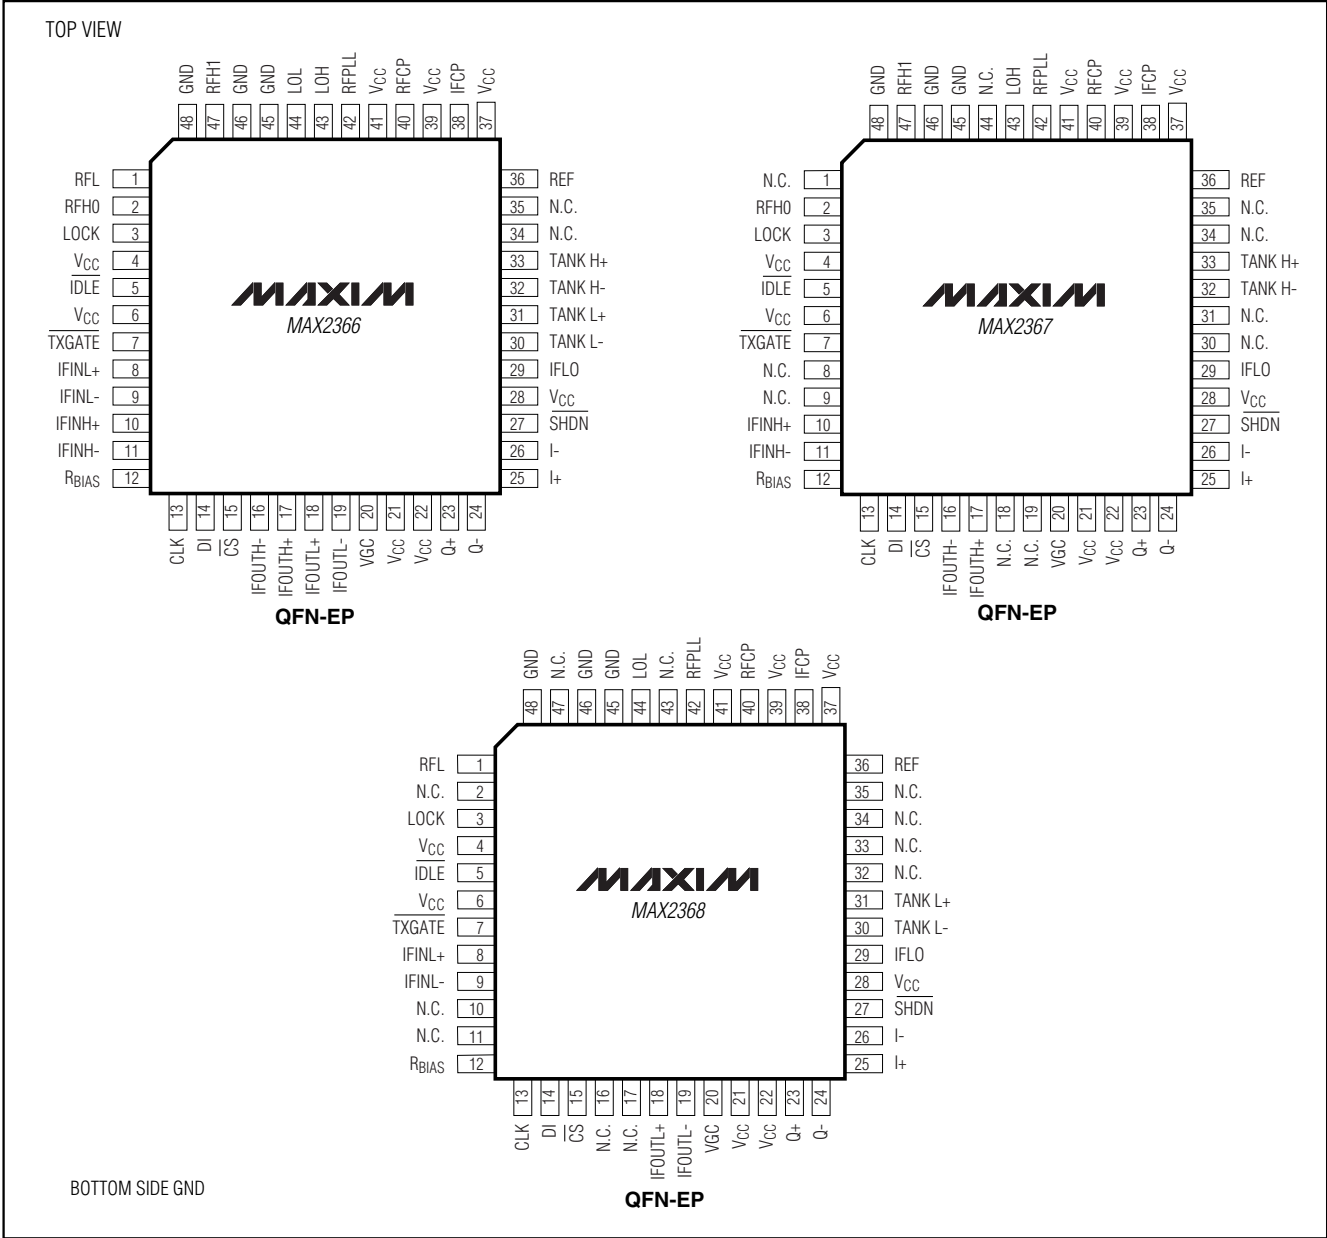 TOP VIEW
GND RFH1 GND GND LOL LOH RFPLL VCC RFCP VCC IFCP VCC
48 47 46 45 44 43 42 41 40 39 38 37
RFL 1
RFH0 2
LOCK 3
VCC 4
IDLE 5
VCC 6
TXGATE 7
IFINL+ 8
IFINL- 9
IFINH+ 10
IFINH- 11
RBIAS 12
MAXIM
MAX2366
36 REF
35 N.C.
34 N.C.
33 TANK H+
32 TANK H-
31 TANK L+
30 TANK L-
29 IFLO
28 VCC
27 SHDN
26 I-
25 I+
13 14 15 16 17 18 19 20 21 22 23 24
CLK DI CS IFOUTH- IFOUTH+ IFOUTL+ IFOUTL- VGC VCC VCC Q+ Q-
QFN-EP
GND RFH1 GND GND N.C. LOH RFPLL VCC RFCP VCC IFCP VCC
48 47 46 45 44 43 42 41 40 39 38 37
N.C. 1
RFH0 2
LOCK 3
VCC 4
IDLE 5
VCC 6
TXGATE 7
N.C. 8
N.C. 9
IFINH+ 10
IFINH- 11
RBIAS 12
MAXIM
MAX2367
36 REF
35 N.C.
34 N.C.
33 TANK H+
32 TANK H-
31 N.C.
30 N.C.
29 IFLO
28 VCC
27 SHDN
26 I-
25 I+
13 14 15 16 17 18 19 20 21 22 23 24
CLK DI CS IFOUTH- IFOUTH+ N.C. N.C. VGC VCC VCC Q+ Q-
QFN-EP
GND N.C. GND GND LOL N.C. RFPLL VCC RFCP VCC IFCP VCC
48 47 46 45 44 43 42 41 40 39 38 37
RFL 1
N.C. 2
LOCK 3
VCC 4
IDLE 5
VCC 6
TXGATE 7
IFINL+ 8
IFINL- 9
N.C. 10
N.C. 11
RBIAS 12
MAXIM
MAX2368
36 REF
35 N.C.
34 N.C.
33 N.C.
32 N.C.
31 TANK L+
30 TANK L-
29 IFLO
28 VCC
27 SHDN
26 I-
25 I+
13 14 15 16 17 18 19 20 21 22 23 24
CLK DI CS N.C. N.C. IFOUTL+ IFOUTL- VGC VCC VCC Q+ Q-
QFN-EP
BOTTOM SIDE GND